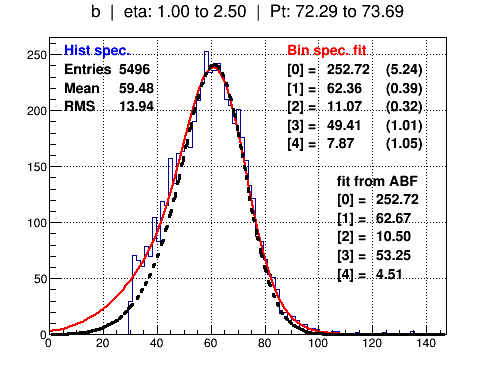 b | eta: 1.00 to 2.50 | Pt: 72.29 to 73.69
Hist spec.
Entries 5496
Mean 59.48
RMS 13.94
Bin spec. fit
[0] = 252.72 (5.24)
[1] = 62.36 (0.39)
[2] = 11.07 (0.32)
[3] = 49.41 (1.01)
[4] = 7.87 (1.05)
fit from ABF
[0] = 252.72
[1] = 62.67
[2] = 10.50
[3] = 53.25
[4] = 4.51
250
200
150
100
50
0
0 20 40 60 80 100 120 140